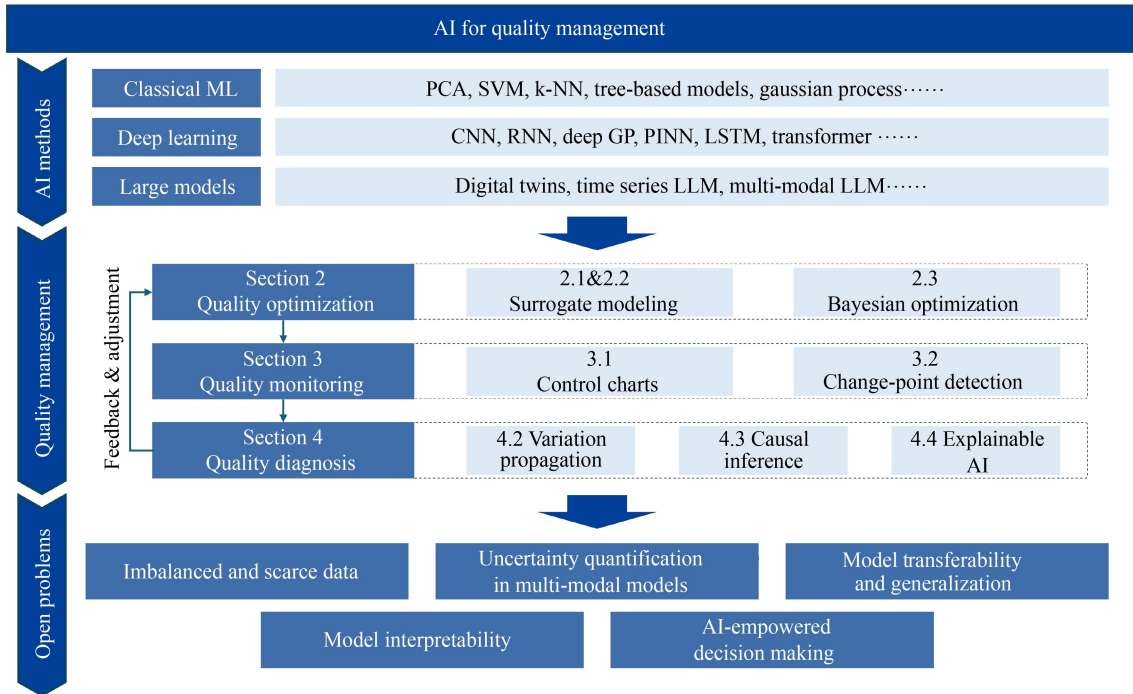 AI for quality management
AI methods
Classical ML
PCA, SVM, k-NN, tree-based models, gaussian process······
Deep learning
CNN, RNN, deep GP, PINN, LSTM, transformer ······
Large models
Digital twins, time series LLM, multi-modal LLM······
Quality management
Feedback & adjustment
Section 2
Quality optimization
2.1&2.2
Surrogate modeling
2.3
Bayesian optimization
Section 3
Quality monitoring
3.1
Control charts
3.2
Change-point detection
Section 4
Quality diagnosis
4.2 Variation
propagation
4.3 Causal
inference
4.4 Explainable
AI
Open problems
Imbalanced and scarce data
Uncertainty quantification
in multi-modal models
Model transferability
and generalization
Model interpretability
AI-empowered
decision making